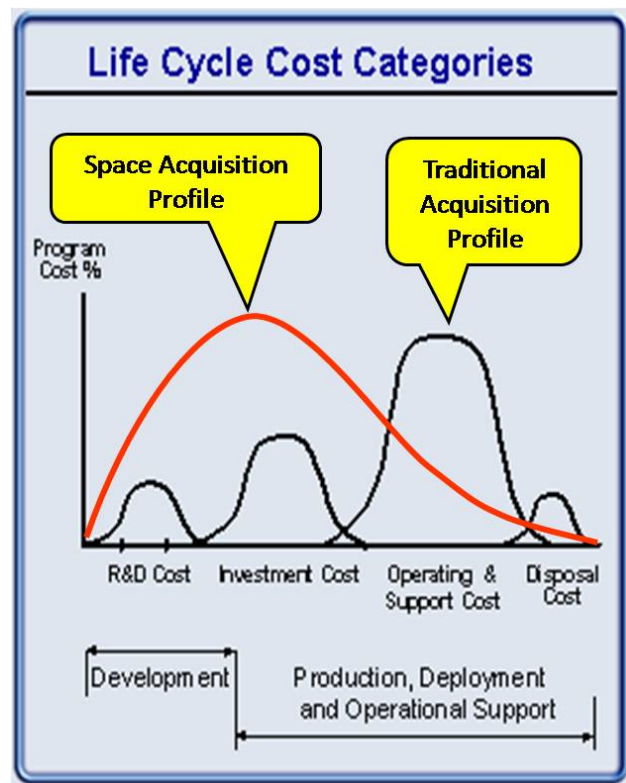 Life Cycle Cost Categories
Space Acquisition
Profile
Traditional
Acquisition
Profile
Program
Cost %
R&D Cost
Investment Cost
Operating &
Support Cost
Disposal
Cost
Development
Production, Deployment
and Operational Support